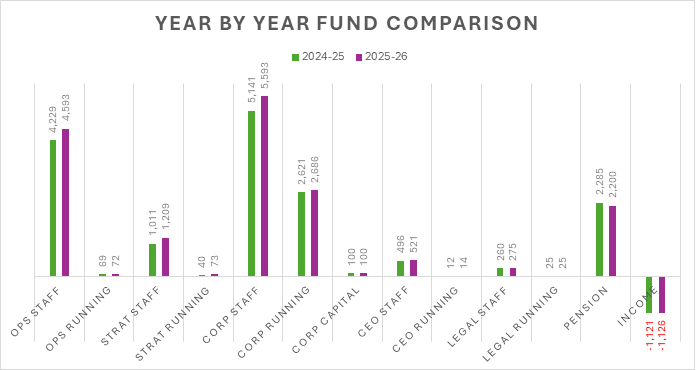 YEAR BY YEAR FUND COMPARISON
2024-25 2025-26
4,229 4,593
69 72
1,011 1,209
40 73
5,141 5,593
2,621 2,686
100 100
496 521
12 14
260 275
25 25
2,285 2,200
-1,121 -1,126
OPS STAFF
OPS RUNNING
STRAT STAFF
STRAT RUNNING
CORP STAFF
CORP RUNNING
CORP CAPITAL
CEO STAFF
CEO RUNNING
LEGAL STAFF
LEGAL RUNNING
PENSION
INCOME